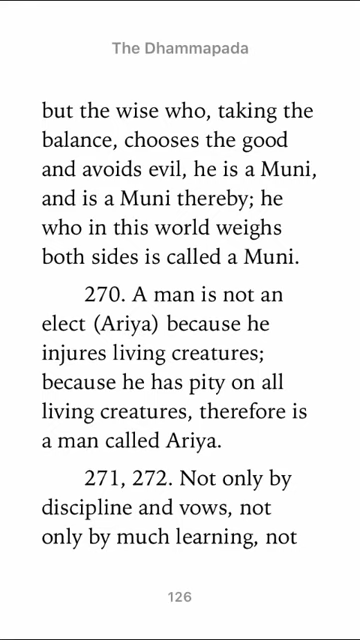 The Dhammapada
but the wise who, taking the
balance, chooses the good
and avoids evil, he is a Muni,
and is a Muni thereby; he
who in this world weighs
both sides is called a Muni.
270. A man is not an
elect (Ariya) because he
injures living creatures;
because he has pity on all
living creatures, therefore is
a man called Ariya.
271, 272. Not only by
discipline and vows, not
only by much learning, not
126